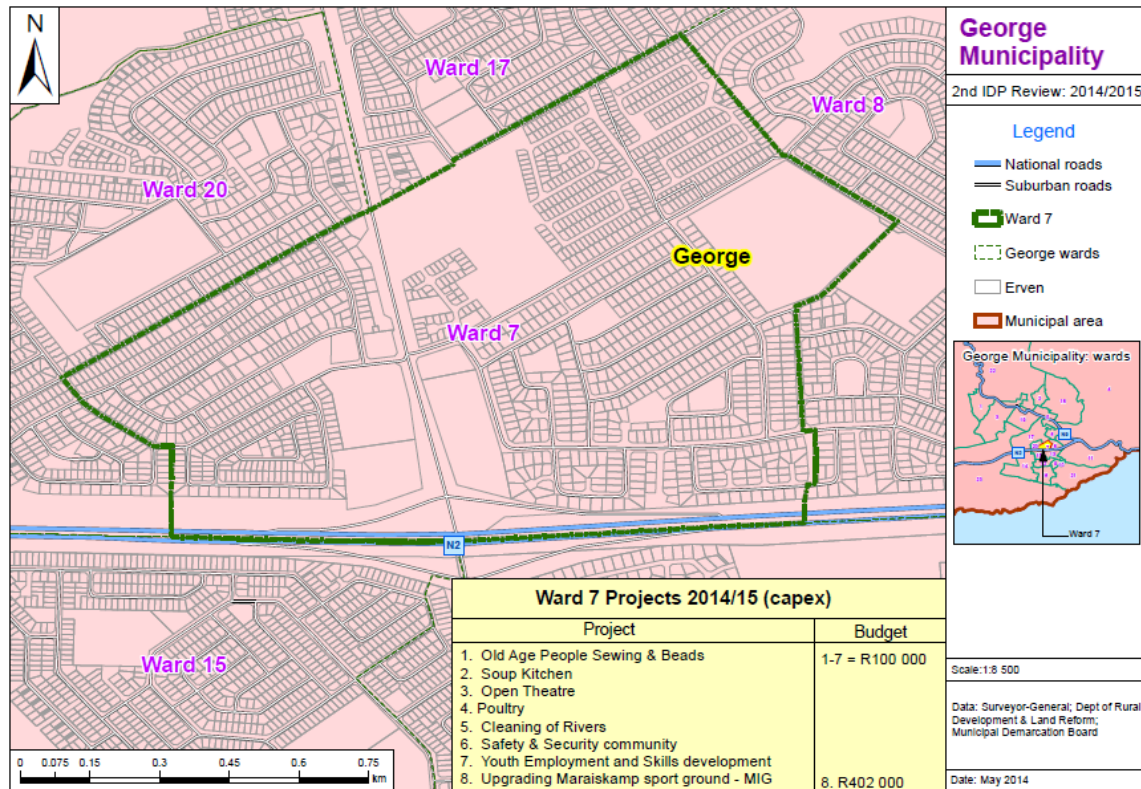 N
Ward 17
Ward 8
Ward 20
George
Ward 7
N2
Ward 15
0 0.075 0.15 0.3 0.45 0.6 0.75
km
Ward 7 Projects 2014/15 (capex)
Project Budget
1. Old Age People Sewing & Beads 1-7 = R100 000
2. Soup Kitchen
3. Open Theatre
4. Poultry
5. Cleaning of Rivers
6. Safety & Security community
7. Youth Employment and Skills development
8. Upgrading Maraiskamp sport ground - MIG 8. R402 000
George
Municipality
2nd IDP Review: 2014/2015
Legend
National roads
Suburban roads
Ward 7
George wards
Erven
Municipal area
George Municipality: wards
Ward 7
Scale:1:8 500
Data: Surveyor-General; Dept of Rural
Development & Land Reform;
Municipal Demarcation Board
Date: May 2014